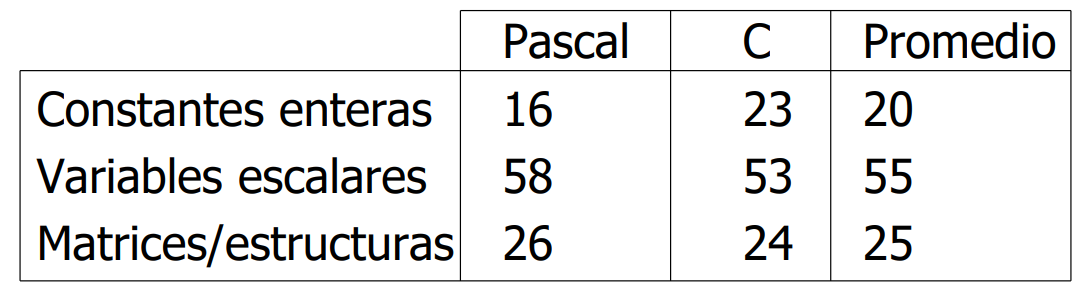 Pascal C Promedio
Constantes enteras 16 23 20
Variables escalares 58 53 55
Matrices/estructuras 26 24 25